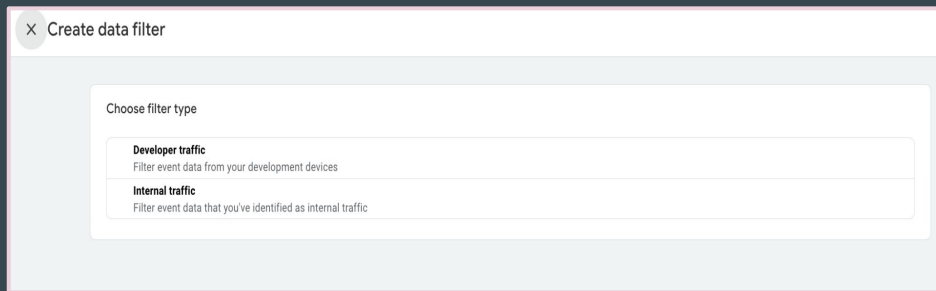 Create data filter
Choose filter type
Developer traffic
Filter event data from your development devices
Internal traffic
Filter event data that you've identified as internal traffic